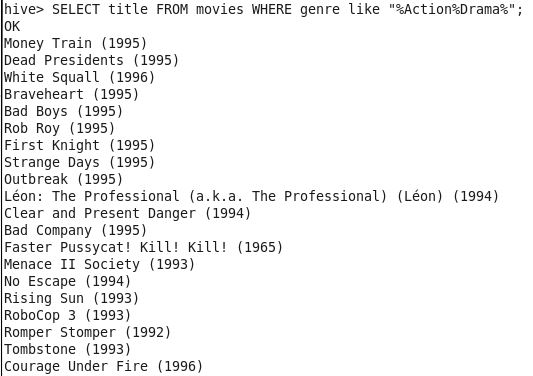 hive> SELECT title FROM movies WHERE genre like "%Action%Drama%";
OK
Money Train (1995)
Dead Presidents (1995)
White Squall (1996)
Braveheart (1995)
Bad Boys (1995)
Rob Roy (1995)
First Knight (1995)
Strange Days (1995)
Outbreak (1995)
Léon: The Professional (a.k.a. The Professional) (Léon) (1994)
Clear and Present Danger (1994)
Bad Company (1995)
Faster Pussycat! Kill! Kill! (1965)
Menace II Society (1993)
No Escape (1994)
Rising Sun (1993)
RoboCop 3 (1993)
Romper Stomper (1992)
Tombstone (1993)
Courage Under Fire (1996)